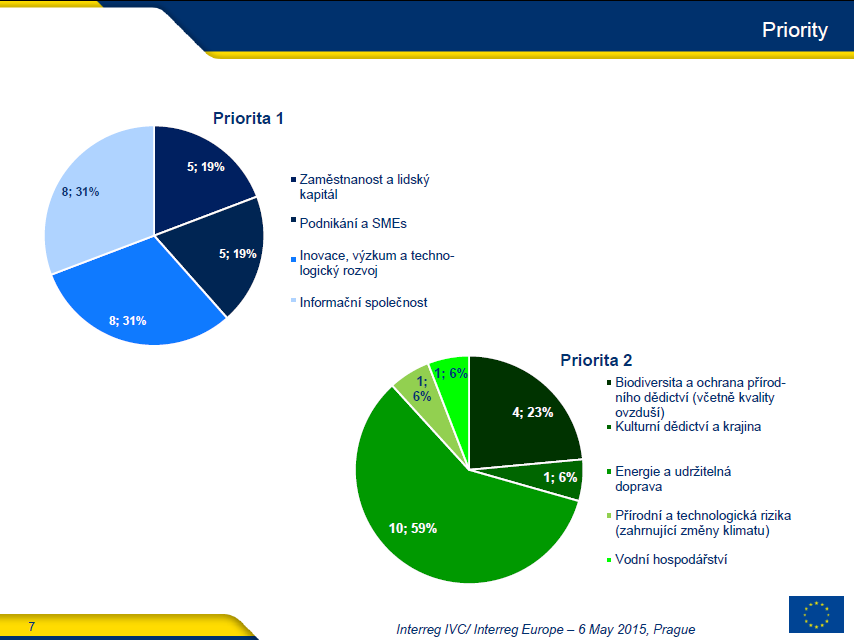 Priority
Priorita 1
5; 19%
8; 31%
5; 19%
8; 31%
Zaměstnanost a lidský
kapitál
Podnikání a SMEs
Inovace, výzkum a techno-
logický rozvoj
Informační společnost
Priorita 2
1; 6%
1;
6%
4; 23%
1; 6%
10; 59%
Biodiversita a ochrana přírod-
ního dědictví (včetně kvality
ovzduší)
Kulturní dědictví a krajina
Energie a udržitelná
doprava
Přírodní a technologická rizika
(zahrnující změny klimatu)
Vodní hospodářství
7
Interreg IVC/ Interreg Europe – 6 May 2015, Prague